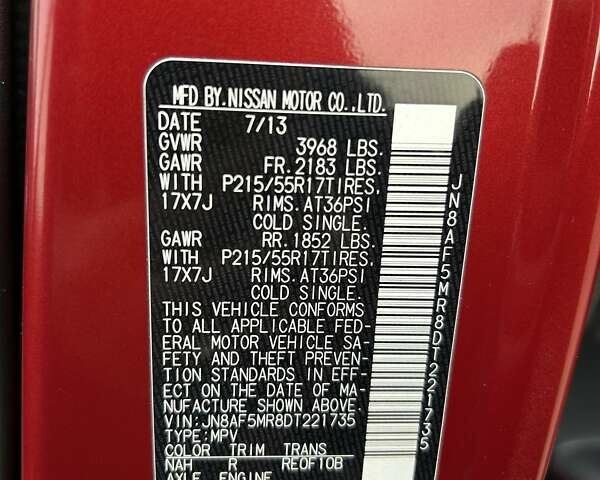 MFD BY.NISSAN MOTOR CO.,LTD.
DATE 7/13
GVWR 3968 LBS.
GAWR FR.2183 LBS.
WITH P215/55R17TIRES.
17X7J RIMS.AT36PSI
COLD SINGLE.
GAWR RR.1852 LBS.
WITH P215/55R17TIRES.
17X7J RIMS.AT36PSI
COLD SINGLE.
THIS VEHICLE CONFORMS
TO ALL APPLICABLE FED-
ERAL MOTOR VEHICLE SA-
FETY AND THEFT PREVEN-
TION STANDARDS IN EFF-
ECT ON THE DATE OF MA-
NUFACTURE SHOWN ABOVE.
VIN:JN8AF5MR8DT221735
TYPE:MPV
COLOR TRIM TRANS
NAH R RE0F10B
AXLE ENGINE
JN8AF5MR8DT221735